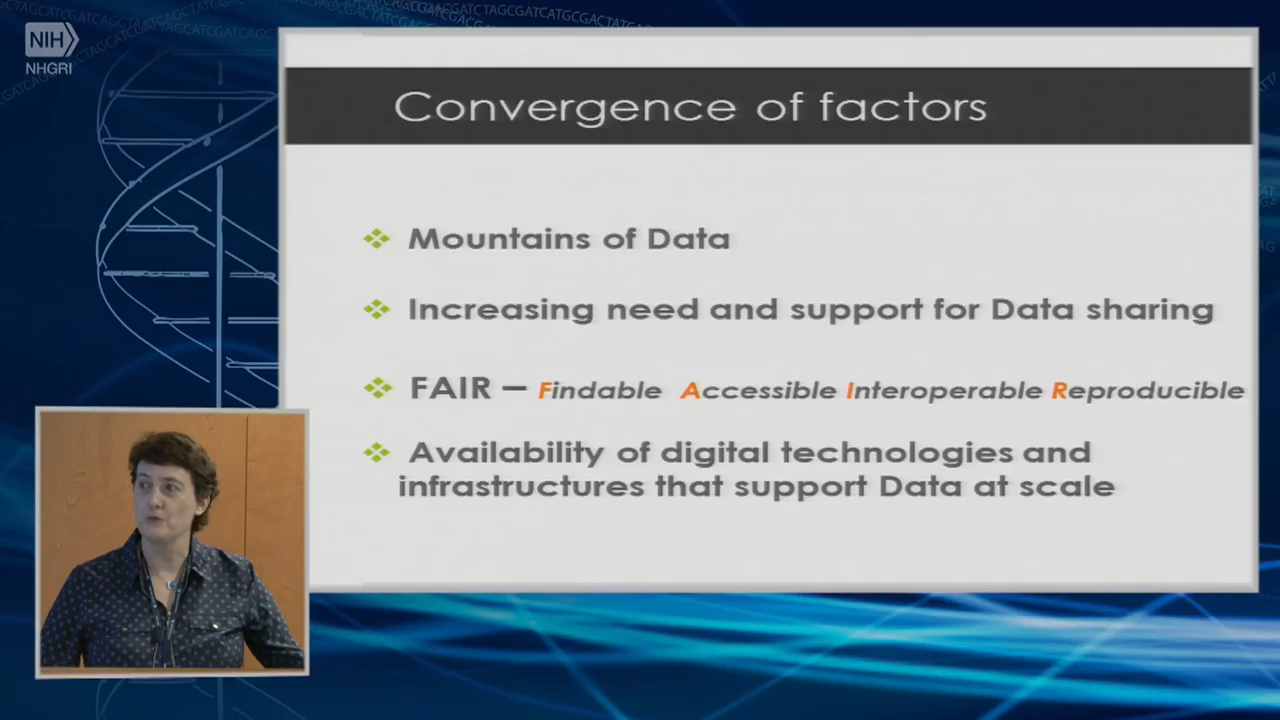 NIH
NHGRI
Convergence of factors
Mountains of Data
Increasing need and support for Data sharing
FAIR – Findable Accessible Interoperable Reproducible
Availability of digital technologies and
infrastructures that support Data at scale